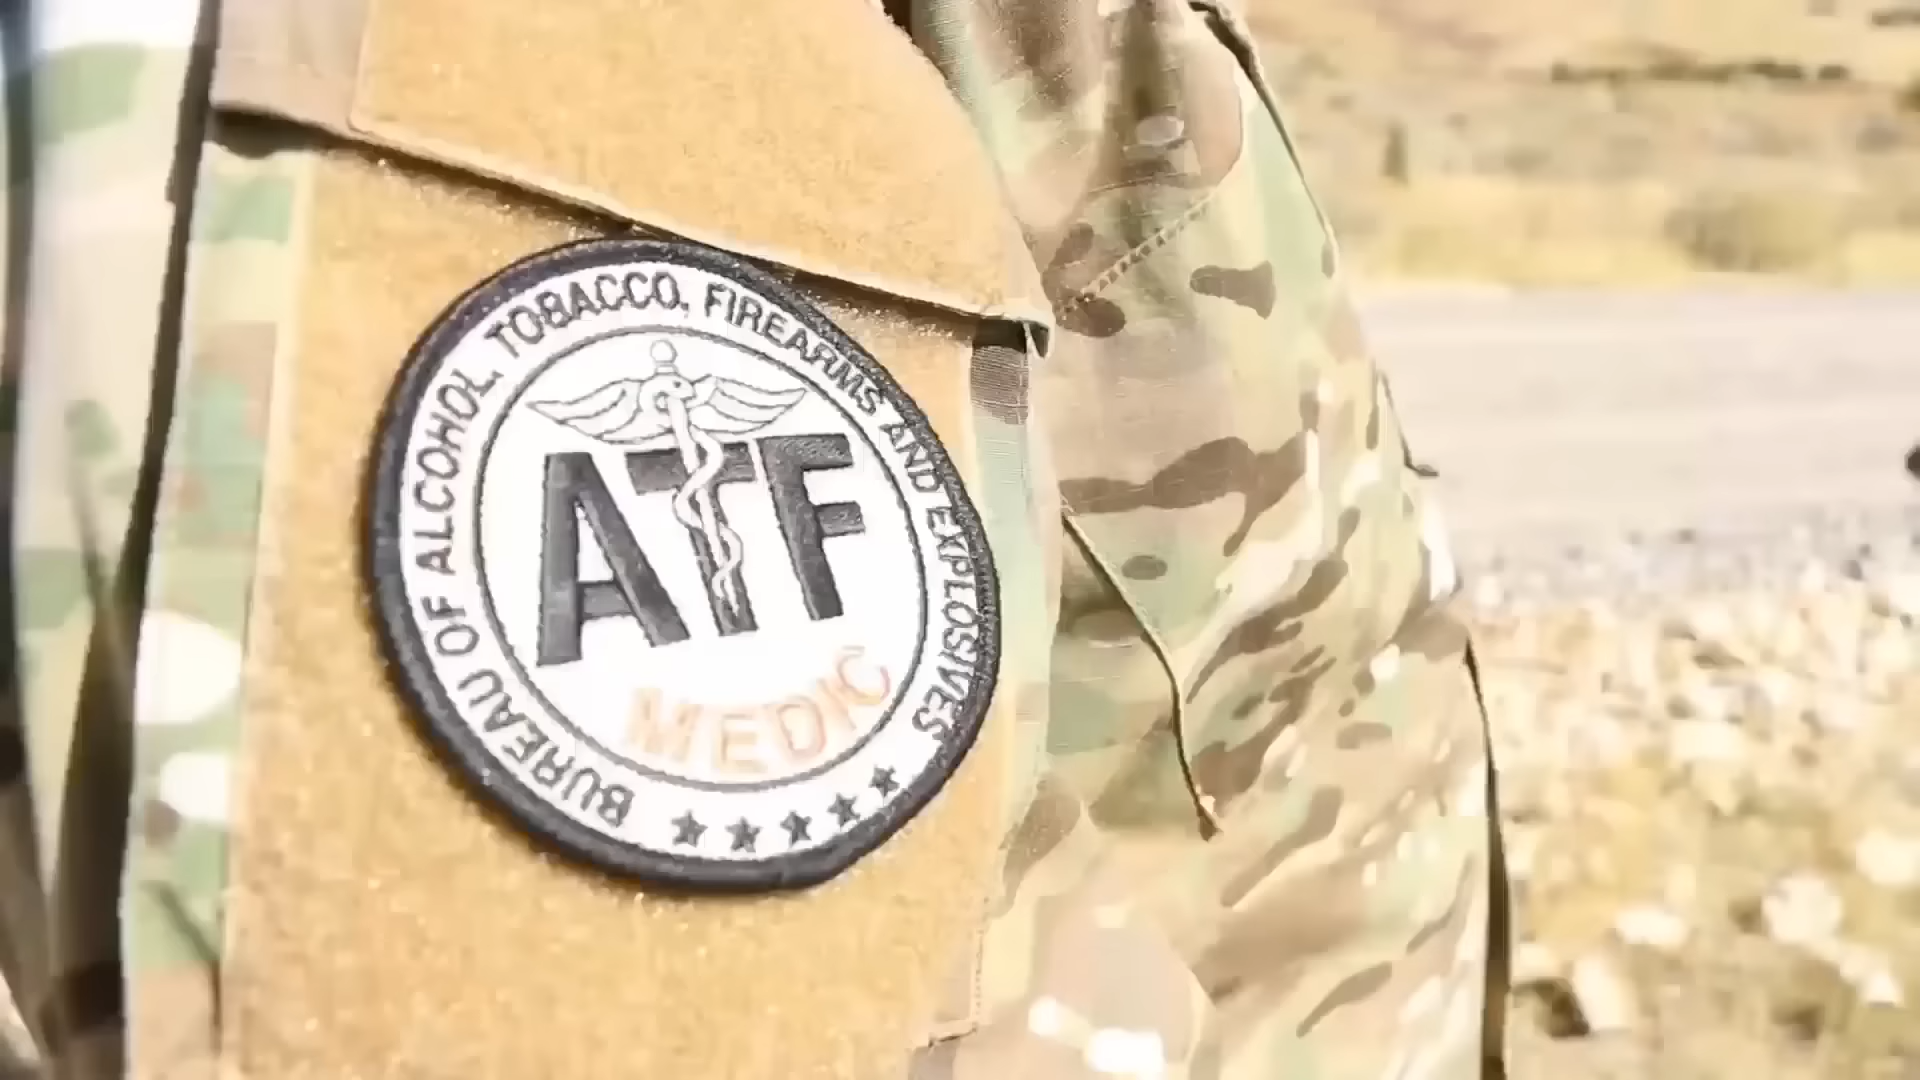 BUREAU OF ALCOHOL, TOBACCO, FIREARMS AND EXPLOSIVES
ATF
MEDIC